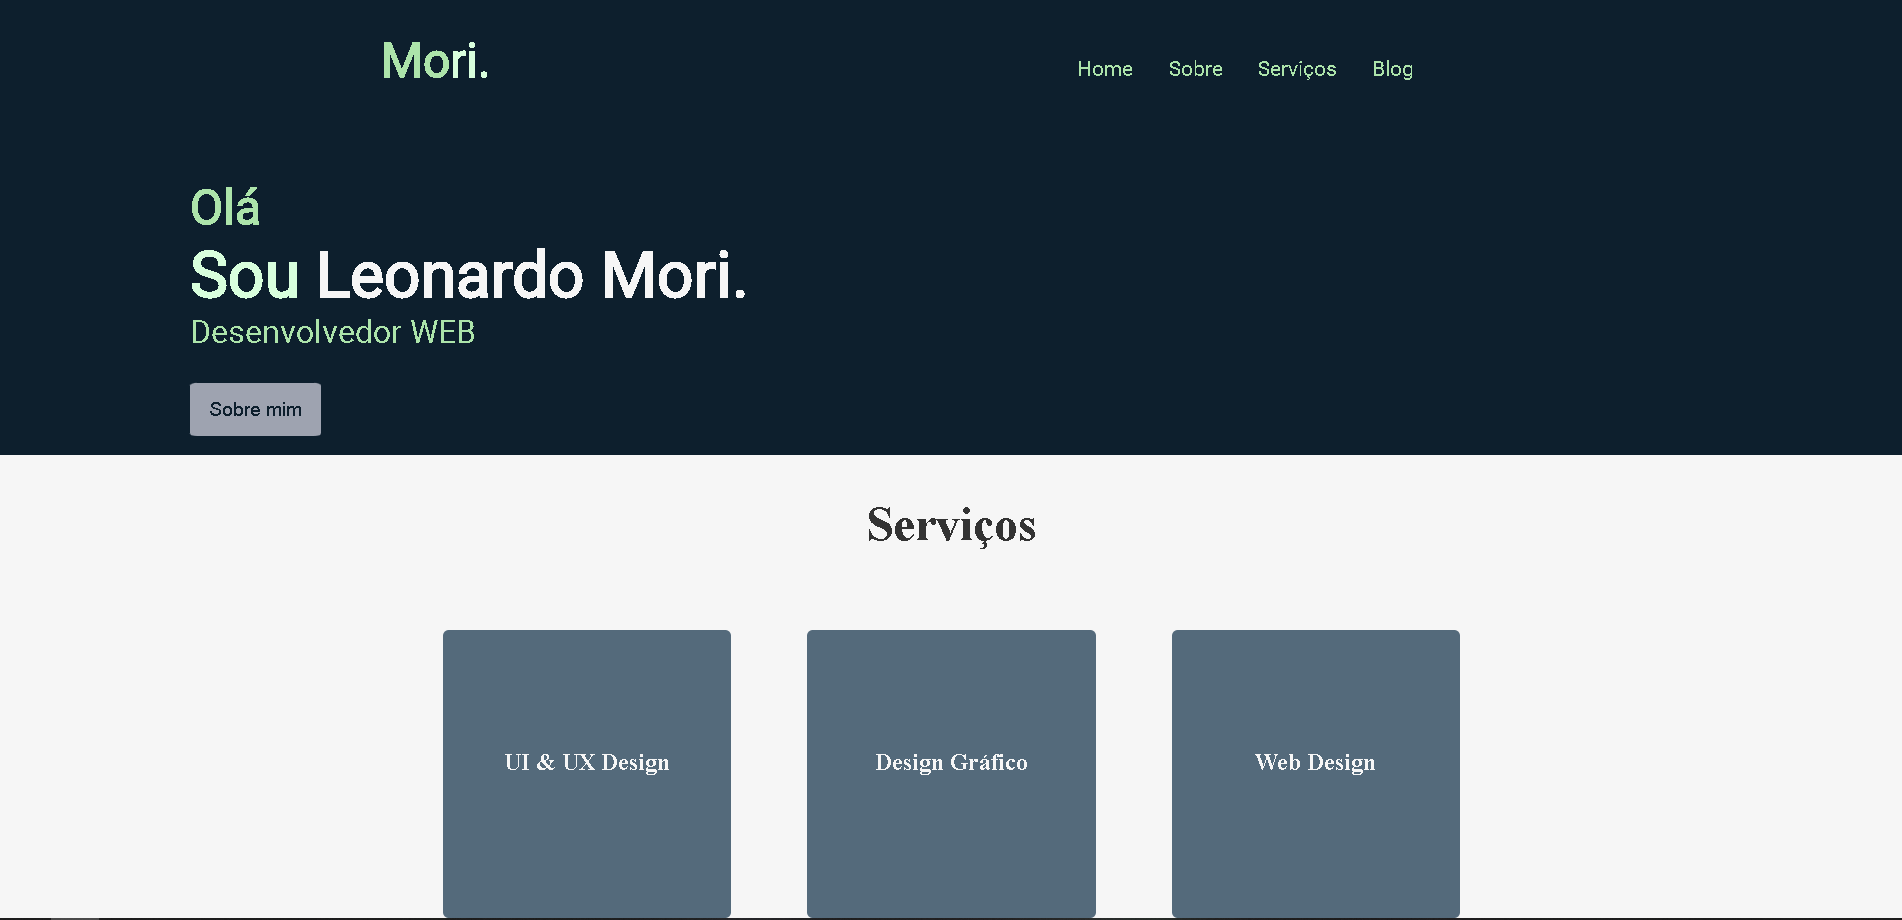 Mori.
Home Sobre Serviços Blog
Olá
Sou Leonardo Mori.
Desenvolvedor WEB
Sobre mim
Serviços
UI & UX Design
Design Gráfico
Web Design